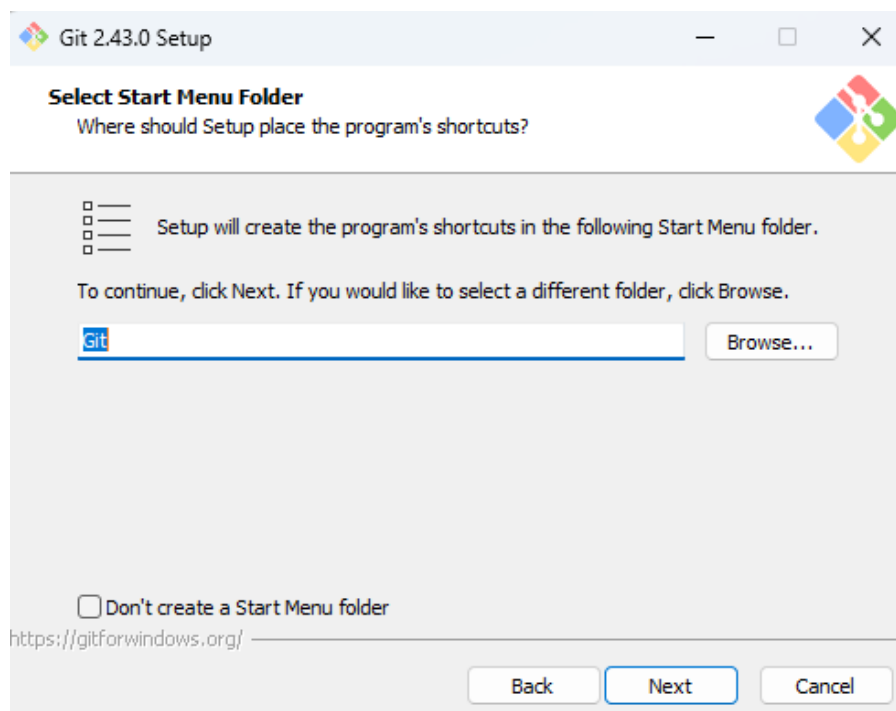 Git 2.43.0 Setup
Select Start Menu Folder
Where should Setup place the program's shortcuts?
Setup will create the program's shortcuts in the following Start Menu folder.
To continue, click Next. If you would like to select a different folder, click Browse.
Git
Browse...
Don't create a Start Menu folder
https://gitforwindows.org/
Back
Next
Cancel